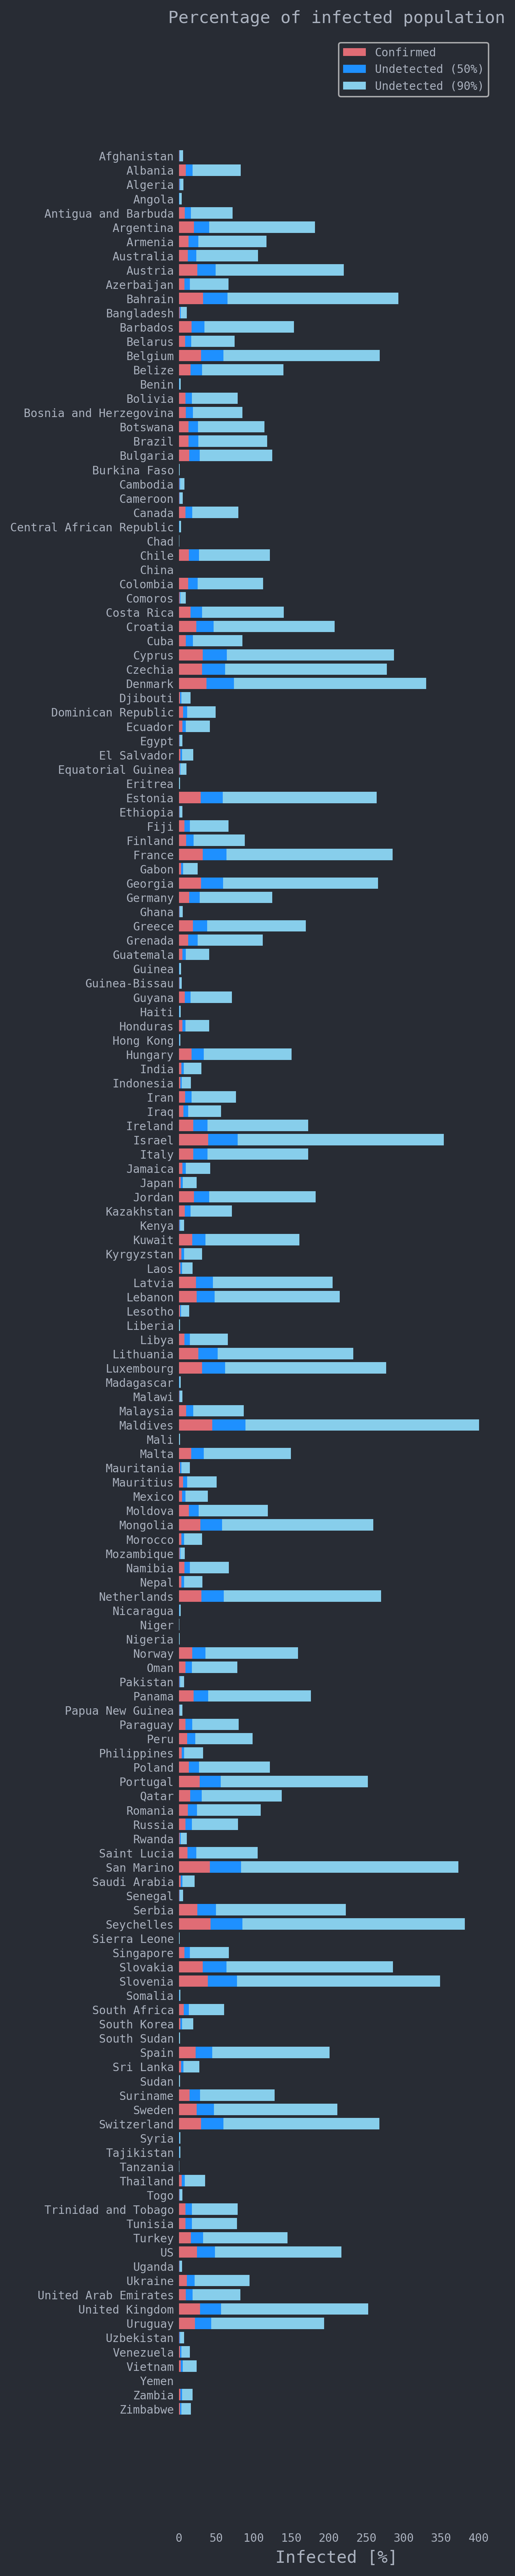 Percentage of infected population
Confirmed
Undetected (50%)
Undetected (90%)
Afghanistan
Albania
Algeria
Angola
Antigua and Barbuda
Argentina
Armenia
Australia
Austria
Azerbaijan
Bahrain
Bangladesh
Barbados
Belarus
Belgium
Belize
Benin
Bolivia
Bosnia and Herzegovina
Botswana
Brazil
Bulgaria
Burkina Faso
Cambodia
Cameroon
Canada
Central African Republic
Chad
Chile
China
Colombia
Comoros
Costa Rica
Croatia
Cuba
Cyprus
Czechia
Denmark
Djibouti
Dominican Republic
Ecuador
Egypt
El Salvador
Equatorial Guinea
Eritrea
Estonia
Ethiopia
Fiji
Finland
France
Gabon
Georgia
Germany
Ghana
Greece
Grenada
Guatemala
Guinea
Guinea-Bissau
Guyana
Haiti
Honduras
Hong Kong
Hungary
India
Indonesia
Iran
Iraq
Ireland
Israel
Italy
Jamaica
Japan
Jordan
Kazakhstan
Kenya
Kuwait
Kyrgyzstan
Laos
Latvia
Lebanon
Lesotho
Liberia
Libya
Lithuania
Luxembourg
Madagascar
Malawi
Malaysia
Maldives
Mali
Malta
Mauritania
Mauritius
Mexico
Moldova
Mongolia
Morocco
Mozambique
Namibia
Nepal
Netherlands
Nicaragua
Niger
Nigeria
Norway
Oman
Pakistan
Panama
Papua New Guinea
Paraguay
Peru
Philippines
Poland
Portugal
Qatar
Romania
Russia
Rwanda
Saint Lucia
San Marino
Saudi Arabia
Senegal
Serbia
Seychelles
Sierra Leone
Singapore
Slovakia
Slovenia
Somalia
South Africa
South Korea
South Sudan
Spain
Sri Lanka
Sudan
Suriname
Sweden
Switzerland
Syria
Tajikistan
Tanzania
Thailand
Togo
Trinidad and Tobago
Tunisia
Turkey
US
Uganda
Ukraine
United Arab Emirates
United Kingdom
Uruguay
Uzbekistan
Venezuela
Vietnam
Yemen
Zambia
Zimbabwe
0 50 100 150 200 250 300 350 400
Infected [%]